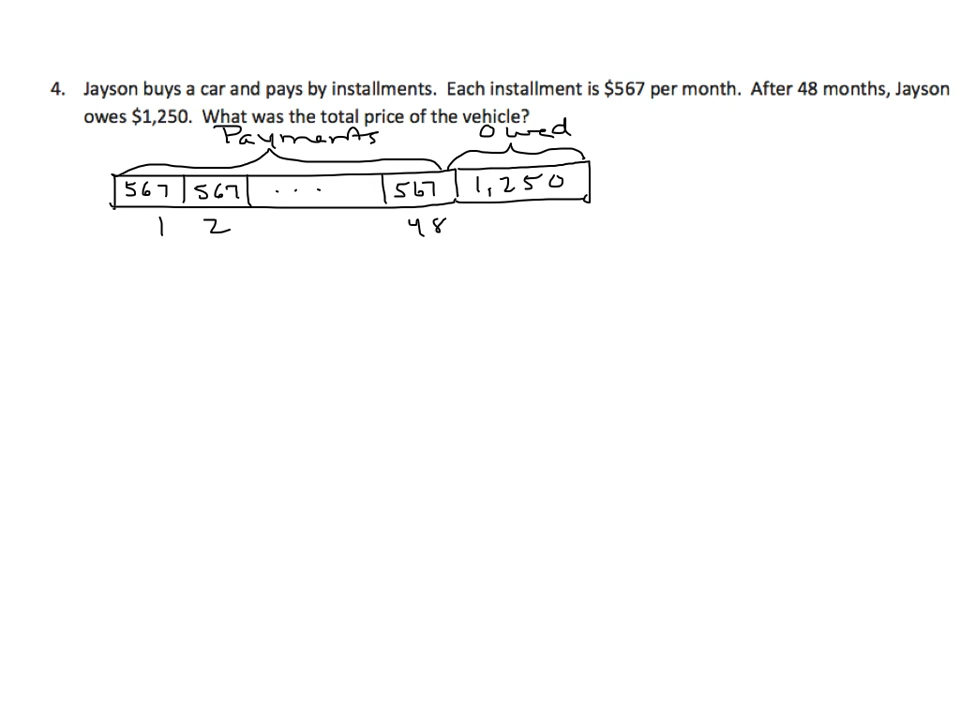 4. Jayson buys a car and pays by installments. Each installment is $567 per month. After 48 months, Jayson
owes $1,250. What was the total price of the vehicle?
Payments owed
567 567 . . . 567 1,250
1 2 48